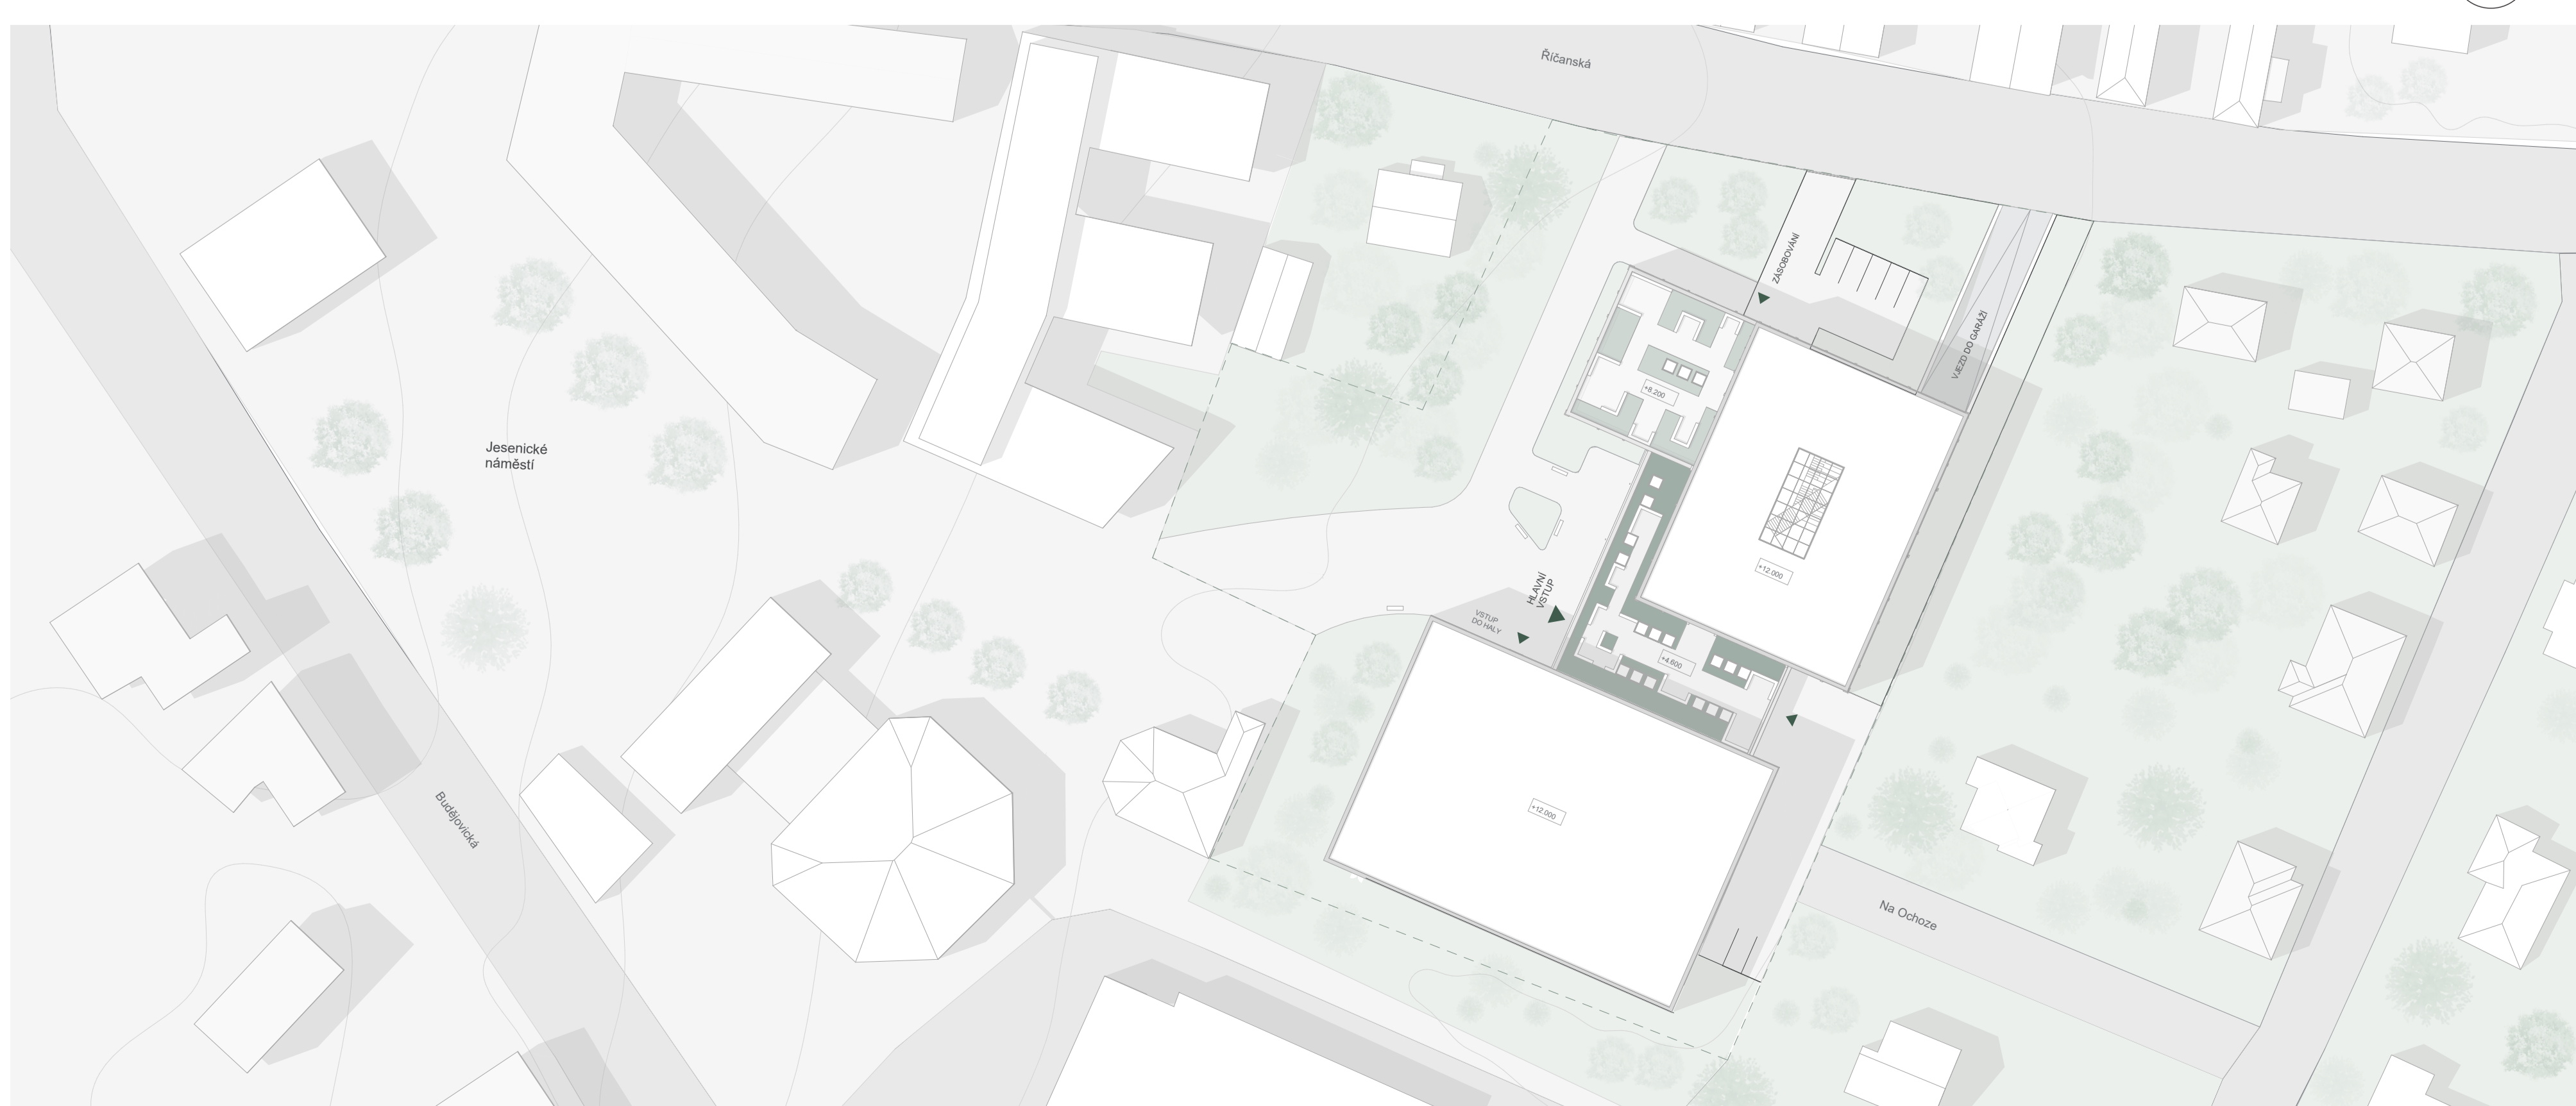 Říčanská
ZÁSOBOVÁNÍ
VJEZD DO GARÁŽÍ
+8.200
Jesenické
náměstí
+12.000
HLAVNÍ
VSTUP
VSTUP
DO HALY
+4.600
+12.000
Budějovická
Na Ochoze